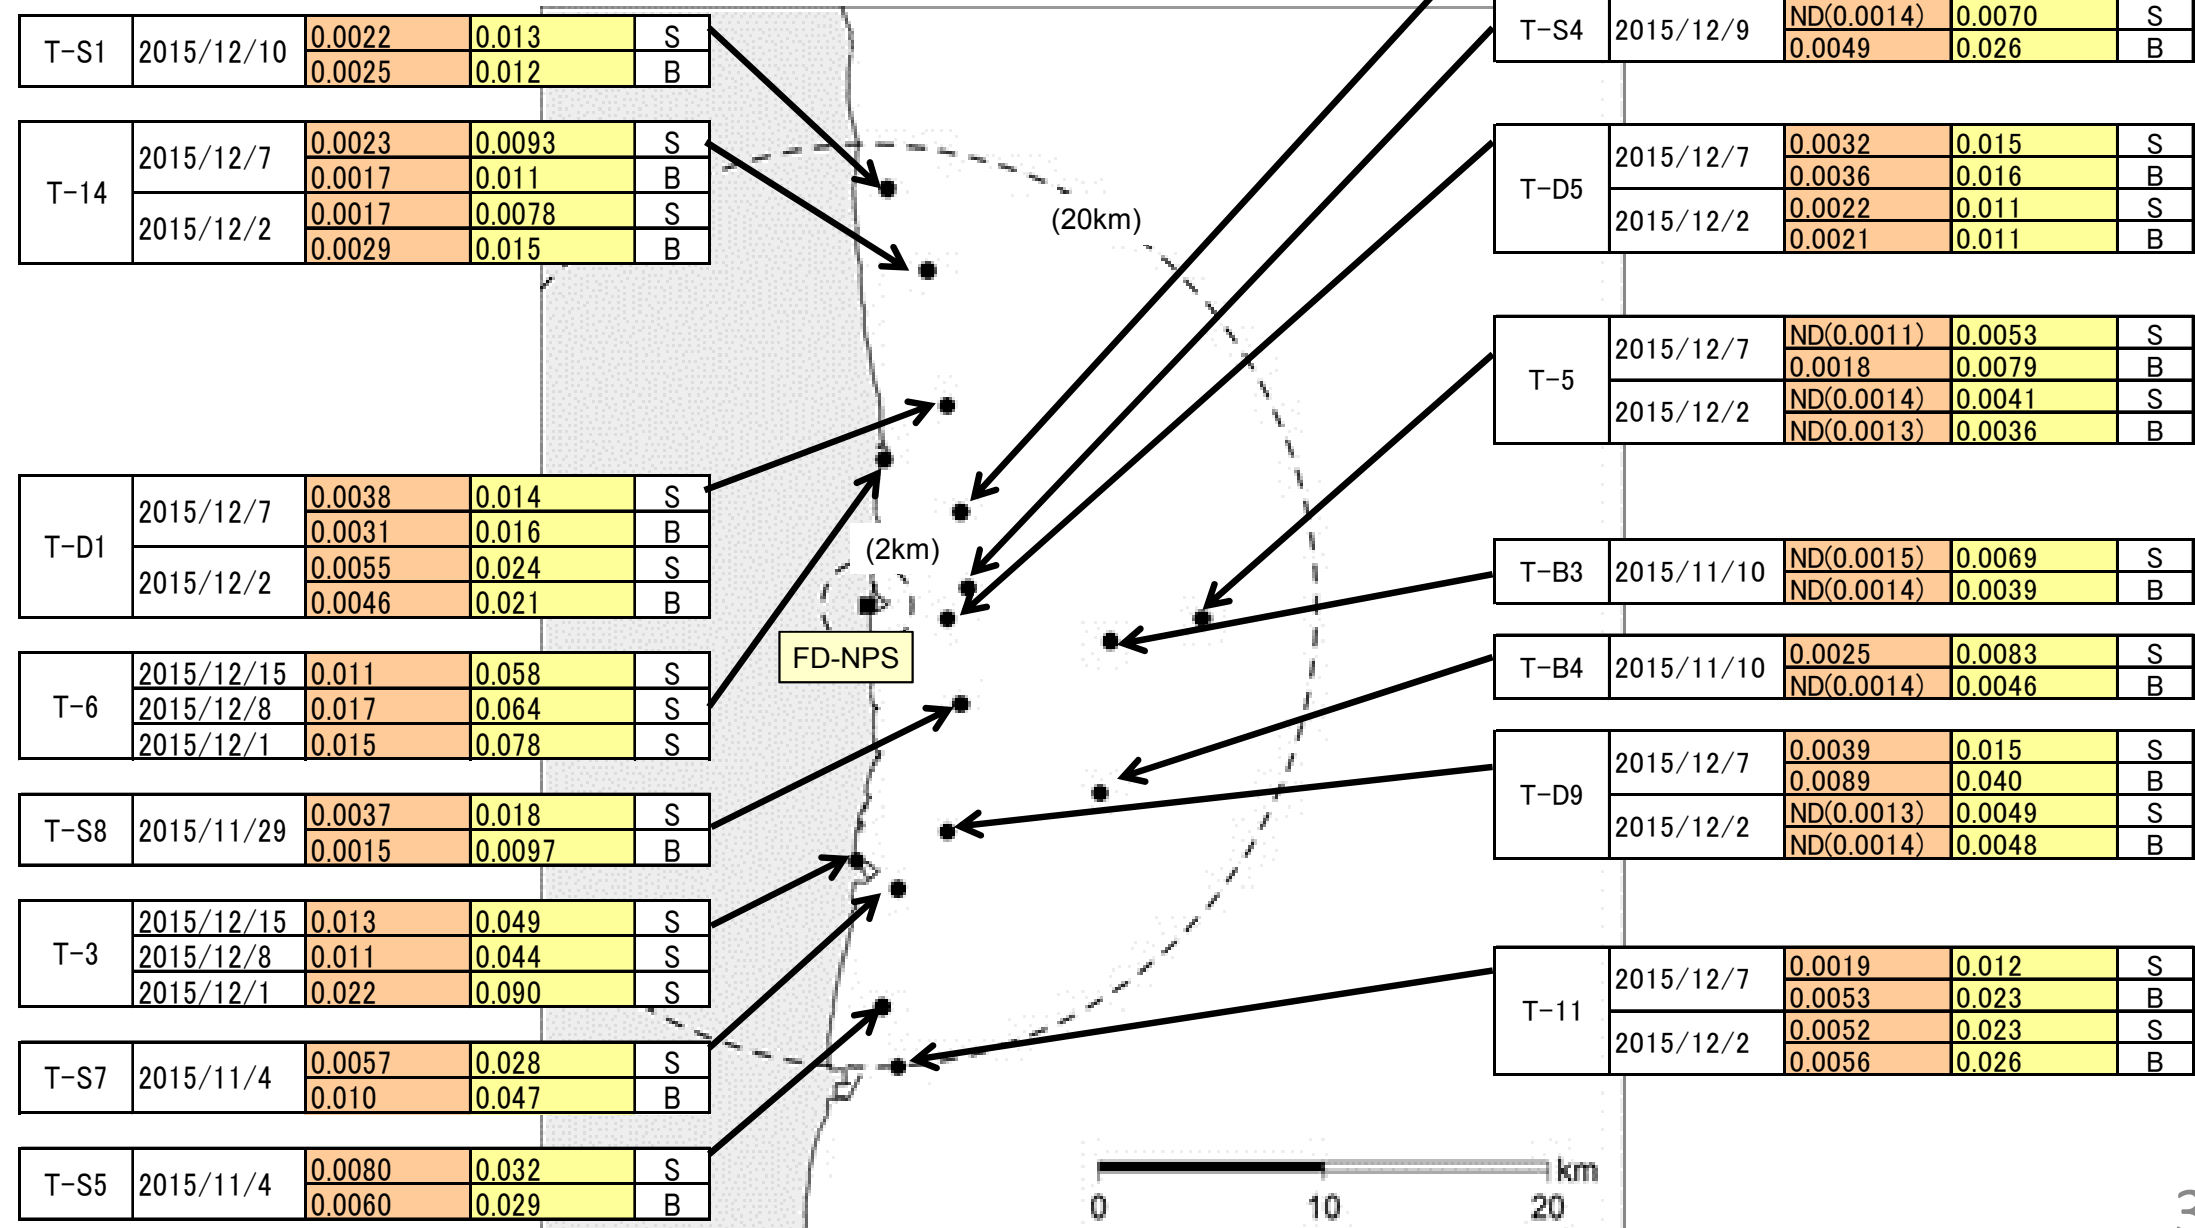 T-S1 2015/12/10 0.0022 0.013 S
0.0025 0.012 B
T-14 2015/12/7 0.0023 0.0093 S
0.0017 0.011 B
2015/12/2 0.0017 0.0078 S
0.0029 0.015 B
T-D1 2015/12/7 0.0038 0.014 S
0.0031 0.016 B
2015/12/2 0.0055 0.024 S
0.0046 0.021 B
T-6 2015/12/15 0.011 0.058 S
2015/12/8 0.017 0.064 S
2015/12/1 0.015 0.078 S
T-S8 2015/11/29 0.0037 0.018 S
0.0015 0.0097 B
T-3 2015/12/15 0.013 0.049 S
2015/12/8 0.011 0.044 S
2015/12/1 0.022 0.090 S
T-S7 2015/11/4 0.0057 0.028 S
0.010 0.047 B
T-S5 2015/11/4 0.0080 0.032 S
0.0060 0.029 B
(20km)
(2km)
FD-NPS
km
0 10 20
T-S4 2015/12/9 ND(0.0014) 0.0070 S
0.0049 0.026 B
T-D5 2015/12/7 0.0032 0.015 S
0.0036 0.016 B
2015/12/2 0.0022 0.011 S
0.0021 0.011 B
T-5 2015/12/7 ND(0.0011) 0.0053 S
0.0018 0.0079 B
2015/12/2 ND(0.0014) 0.0041 S
ND(0.0013) 0.0036 B
T-B3 2015/11/10 ND(0.0015) 0.0069 S
ND(0.0014) 0.0039 B
T-B4 2015/11/10 0.0025 0.0083 S
ND(0.0014) 0.0046 B
T-D9 2015/12/7 0.0039 0.015 S
0.0089 0.040 B
2015/12/2 ND(0.0013) 0.0049 S
ND(0.0014) 0.0048 B
T-11 2015/12/7 0.0019 0.012 S
0.0053 0.023 B
2015/12/2 0.0052 0.023 S
0.0056 0.026 B